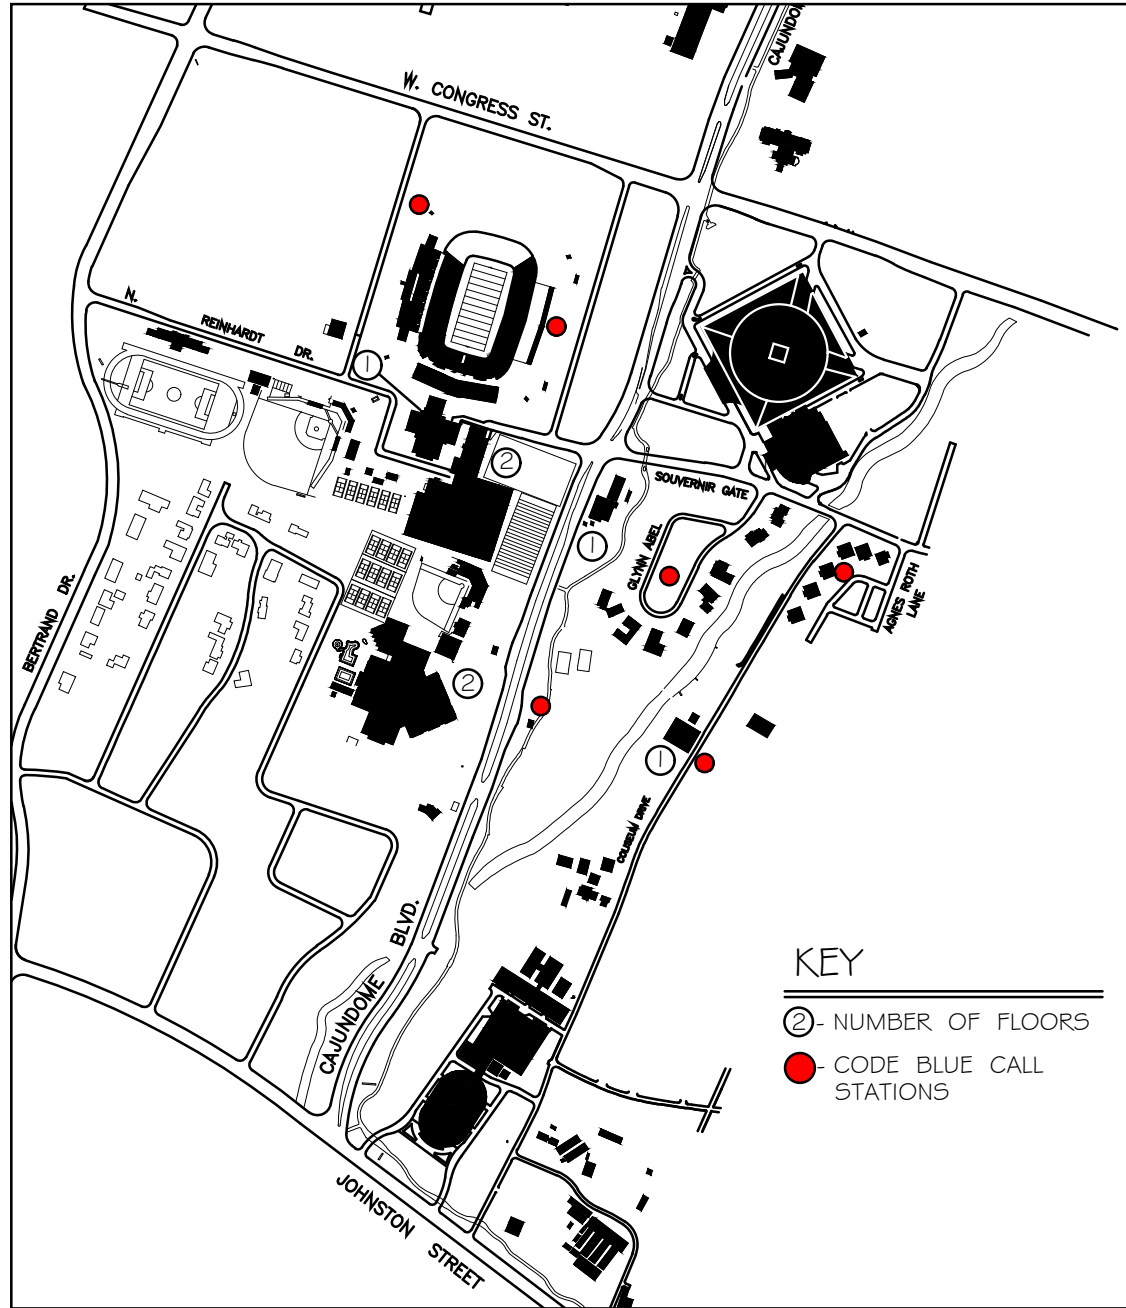 CAJUNDOM
W. CONGRESS ST.
N. REINHARDT DR.
1
2
SOUVERNIR GATE
1
GLYNN ABEL
AGNES ROTH
LANE
BERTRAND DR.
2
1
COLISEUM DRIVE
CAJUNDOME BLVD.
KEY
2 - NUMBER OF FLOORS
- CODE BLUE CALL
STATIONS
JOHNSTON STREET